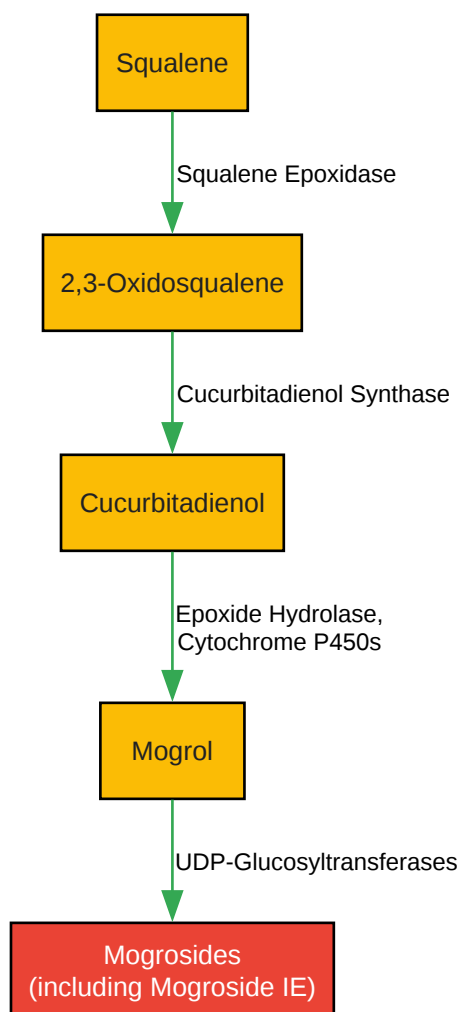 Squalene
Squalene Epoxidase
2,3-Oxidosqualene
Cucurbitadienol Synthase
Cucurbitadienol
Epoxide Hydrolase,
Cytochrome P450s
Mogrol
UDP-Glucosyltransferases
Mogrosides
(including Mogroside IE)